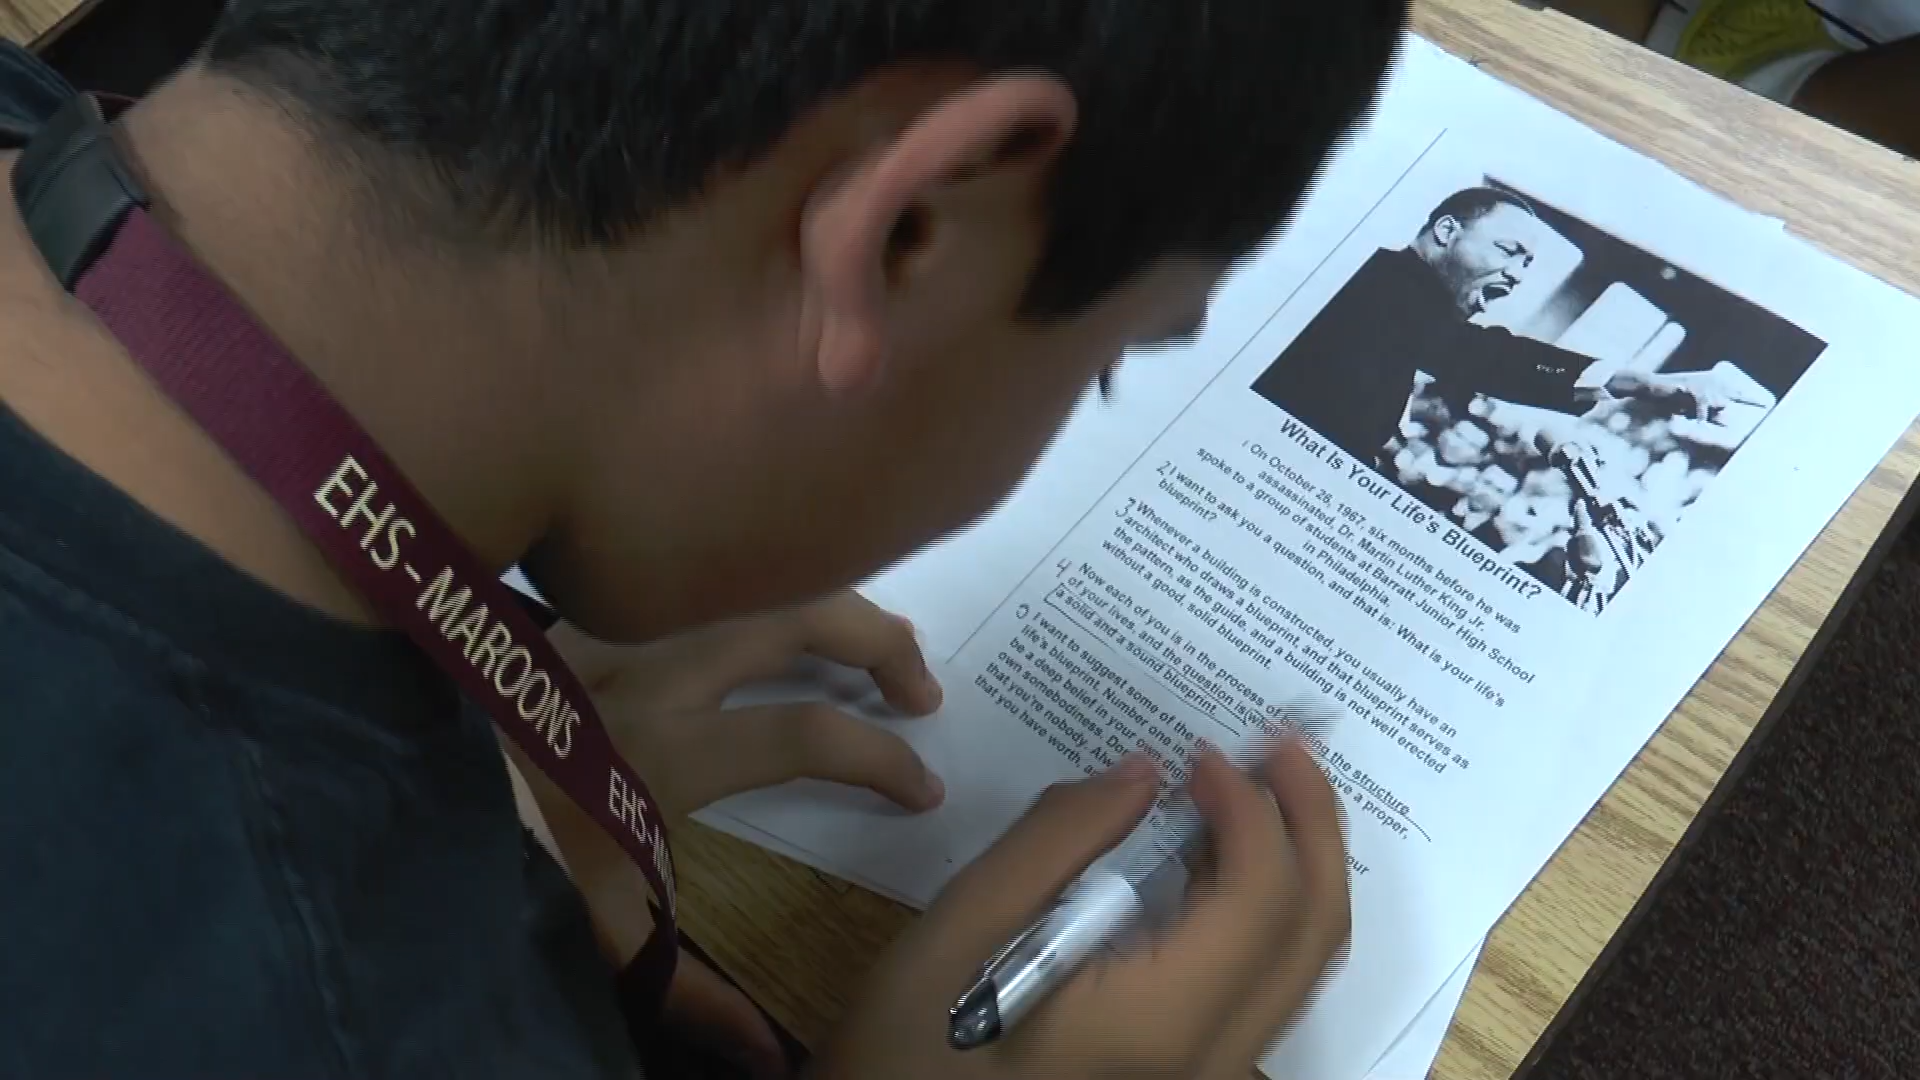 EHS-MAROONS
EHS-M
What Is Your Life's Blueprint?
1 On October 26, 1967, six months before he was
assassinated, Dr. Martin Luther King Jr.
spoke to a group of students at Barratt Junior High School
in Philadelphia.
2 I want to ask you a question, and that is: What is your life's
blueprint?
3 Whenever a building is constructed, you usually have an
architect who draws a blueprint, and that blueprint serves as
the pattern, as the guide, and a building is not well erected
without a good, solid blueprint.
4 Now each of you is in the process of building the structure
of your lives, and the question is whether you have a proper,
a solid and a sound blueprint.
5 I want to suggest some of the your
life's blueprint. Number one in
be a deep belief in your own
own somebodiness. Don't
that you're nobody. Always
that you have worth,